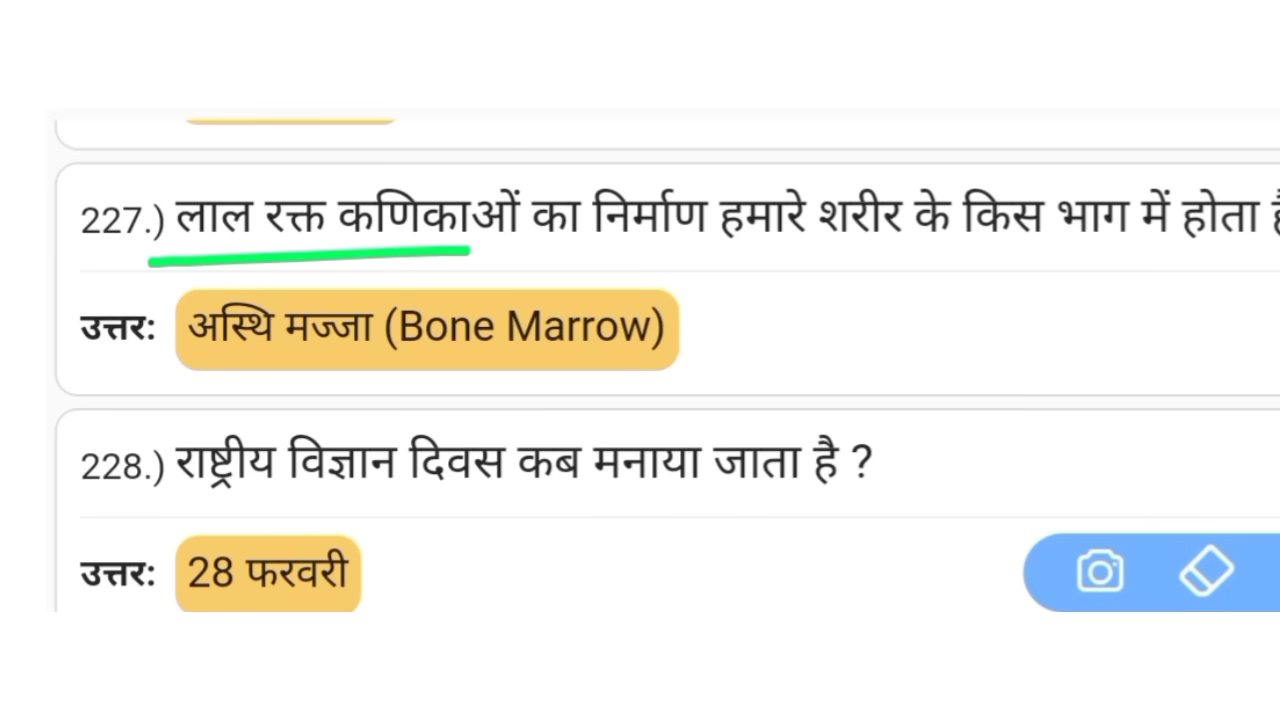 227.) लाल रक्त कणिकाओं का निर्माण हमारे शरीर के किस भाग में होता
उत्तर: अस्थि मज्जा (Bone Marrow)
228.) राष्ट्रीय विज्ञान दिवस कब मनाया जाता है ?
उत्तर: 28 फरवरी